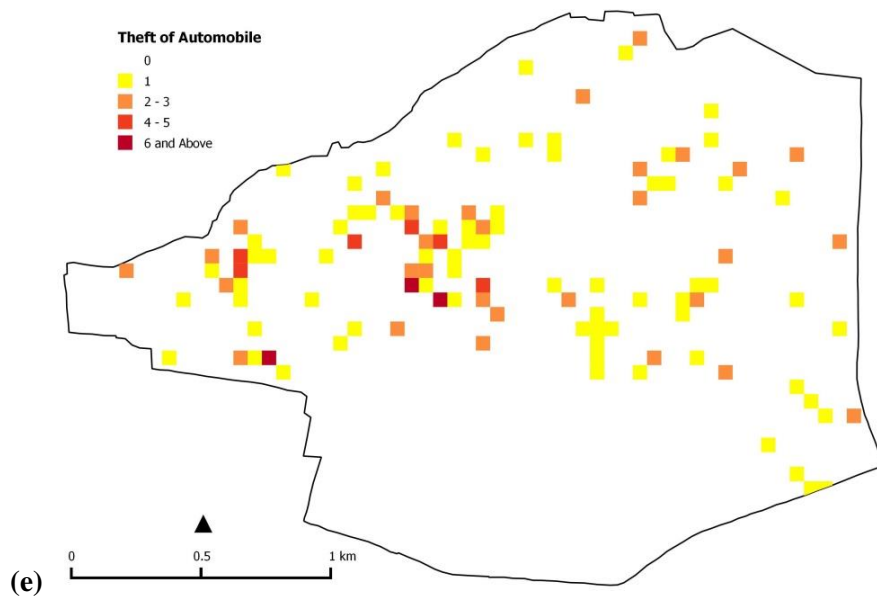 Theft of Automobile
0
1
2 - 3
4 - 5
6 and Above
0 0.5 1 km
(e)